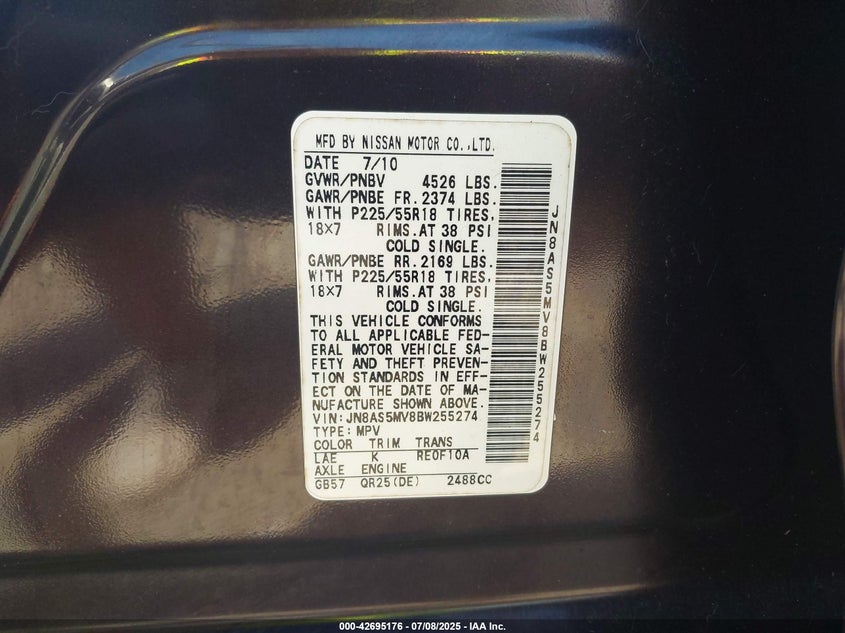 MFD BY NISSAN MOTOR CO.,LTD.
DATE 7/10
GVWR/PNBV 4526 LBS.
GAWR/PNBE FR. 2374 LBS.
WITH P225/55R18 TIRES,
18×7 RIMS.AT 38 PSI
COLD SINGLE.
GAWR/PNBE RR. 2169 LBS.
WITH P225/55R18 TIRES,
18×7 RIMS.AT 38 PSI
COLD SINGLE.
THIS VEHICLE CONFORMS
TO ALL APPLICABLE FED-
ERAL MOTOR VEHICLE SA-
FETY AND THEFT PREVEN-
TION STANDARDS IN EFF-
ECT ON THE DATE OF MA-
NUFACTURE SHOWN ABOVE.
VIN:JN8AS5MV8BW255274
TYPE: MPV
COLOR TRIM TRANS
LAE K RE0F10A
AXLE ENGINE
GB57 QR25(DE) 2488CC
JN8AS5MV8BW255274
000-42695176 - 07/08/2025 - IAA Inc.